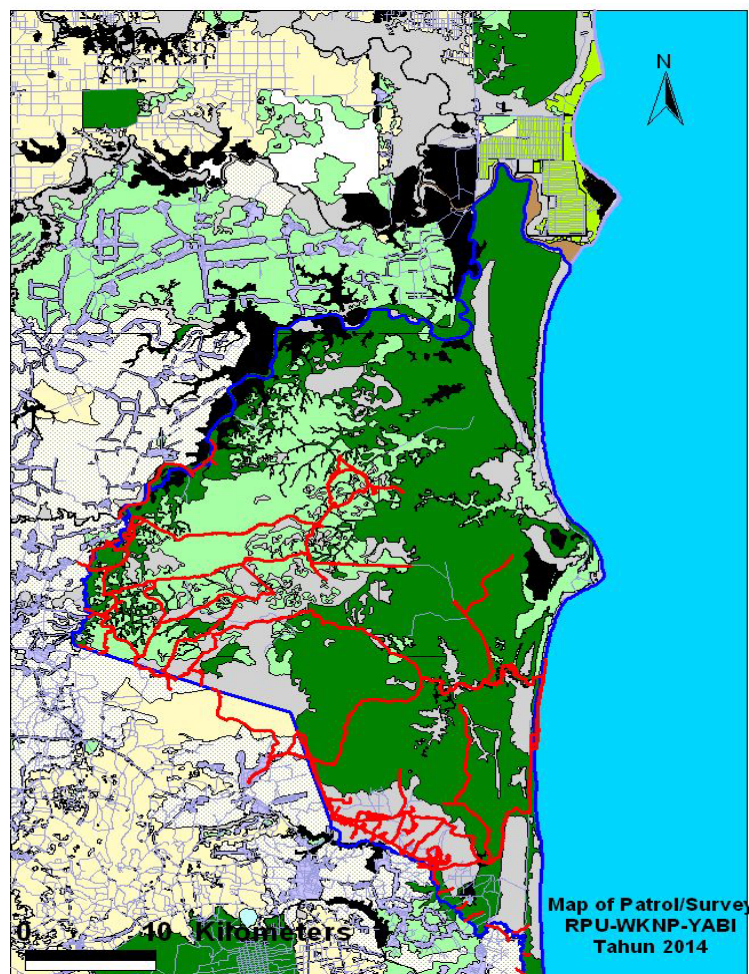 N
0 10 Kilometers
Map of Patrol/Survey
RPU-WKNP-YABI
Tahun 2014